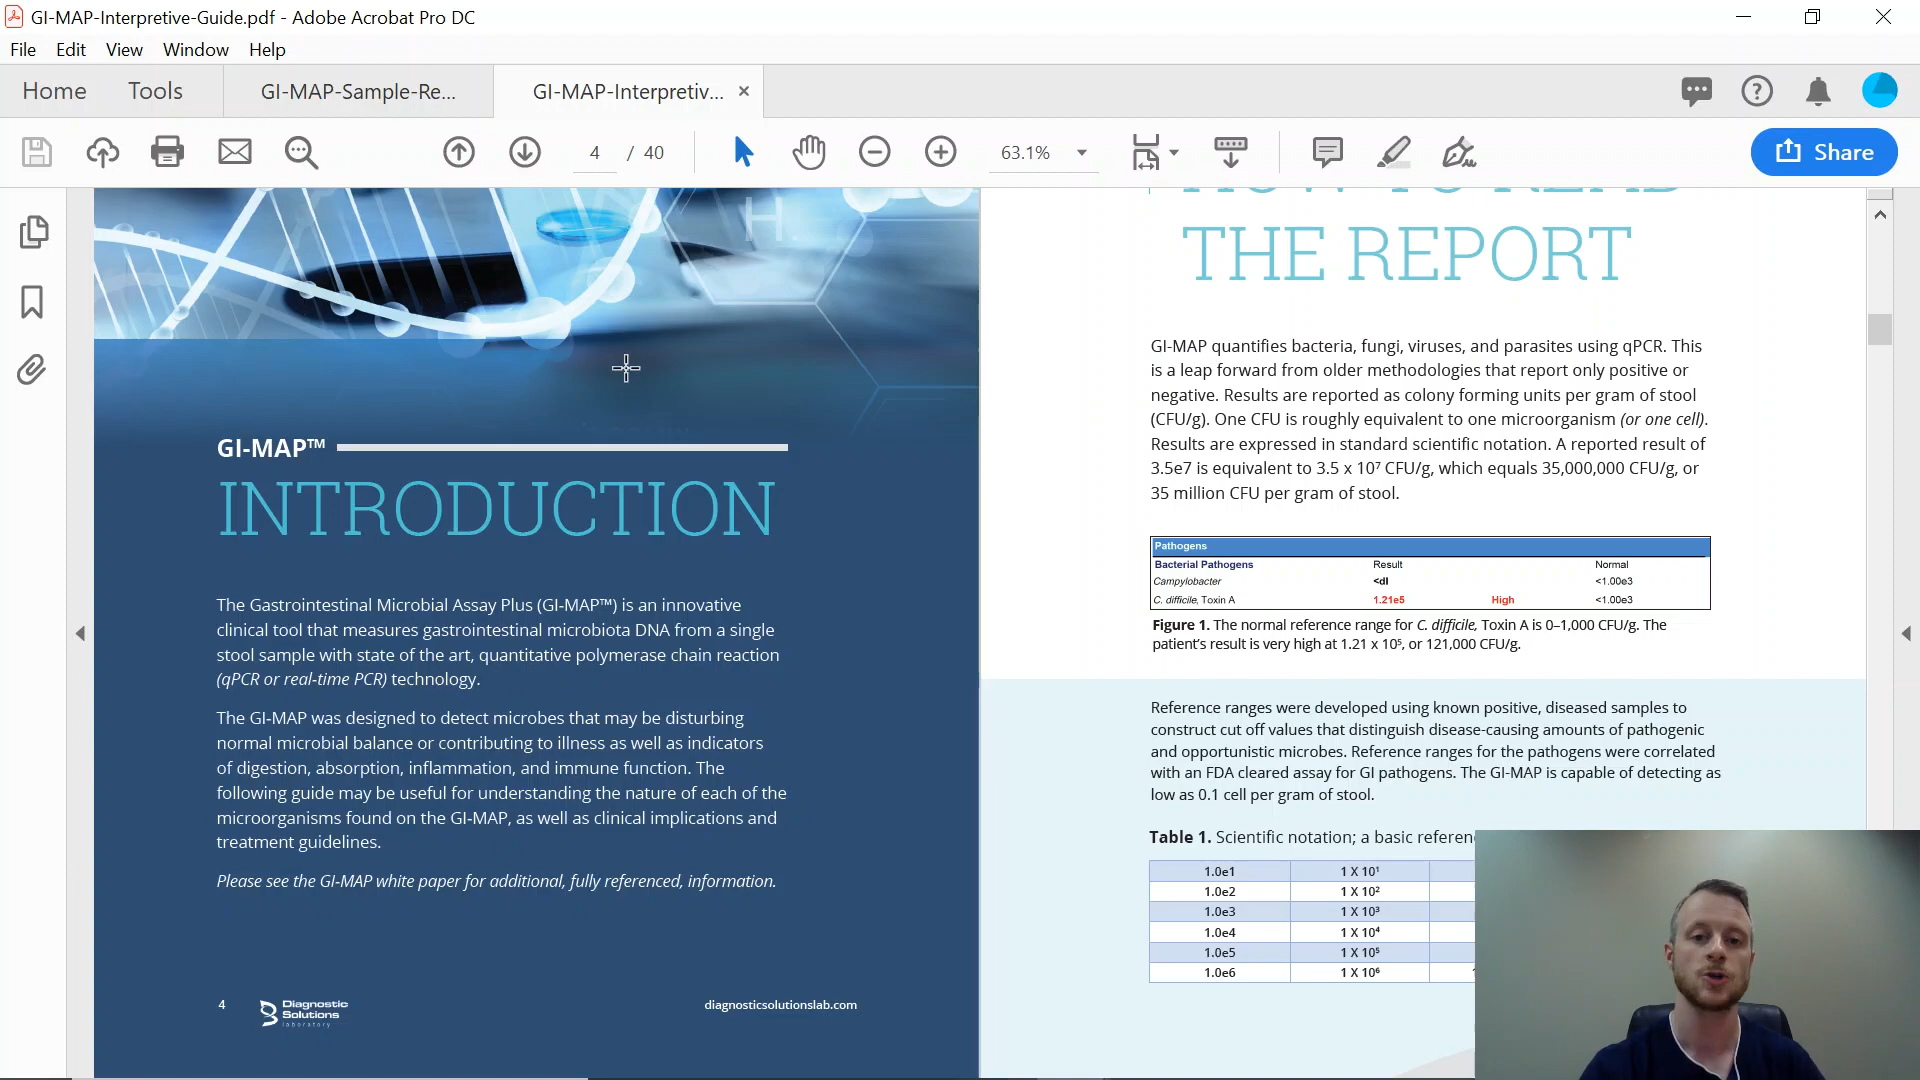 GI-MAP-Interpretive-Guide.pdf - Adobe Acrobat Pro DC
File Edit View Window Help
Home Tools GI-MAP-Sample-Re... GI-MAP-Interpretiv... ×
4 / 40 63.1% Share
H
GI-MAP™
INTRODUCTION
The Gastrointestinal Microbial Assay Plus (GI-MAP™) is an innovative
clinical tool that measures gastrointestinal microbiota DNA from a single
stool sample with state of the art, quantitative polymerase chain reaction
(qPCR or real-time PCR) technology.
The GI-MAP was designed to detect microbes that may be disturbing
normal microbial balance or contributing to illness as well as indicators
of digestion, absorption, inflammation, and immune function. The
following guide may be useful for understanding the nature of each of the
microorganisms found on the GI-MAP, as well as clinical implications and
treatment guidelines.
Please see the GI-MAP white paper for additional, fully referenced, information.
4 Diagnostic
Solutions
laboratory
diagnosticsolutionslab.com
HOW TO READ
THE REPORT
GI-MAP quantifies bacteria, fungi, viruses, and parasites using qPCR. This
is a leap forward from older methodologies that report only positive or
negative. Results are reported as colony forming units per gram of stool
(CFU/g). One CFU is roughly equivalent to one microorganism (or one cell).
Results are expressed in standard scientific notation. A reported result of
3.5e7 is equivalent to 3.5 x 10⁷ CFU/g, which equals 35,000,000 CFU/g, or
35 million CFU per gram of stool.
Pathogens
Bacterial Pathogens Result Normal
Campylobacter <dl <1.00e3
C. difficile, Toxin A 1.21e5 High <1.00e3
Figure 1. The normal reference range for C. difficile, Toxin A is 0–1,000 CFU/g. The
patient's result is very high at 1.21 x 10⁵, or 121,000 CFU/g.
Reference ranges were developed using known positive, diseased samples to
construct cut off values that distinguish disease-causing amounts of pathogenic
and opportunistic microbes. Reference ranges for the pathogens were correlated
with an FDA cleared assay for GI pathogens. The GI-MAP is capable of detecting as
low as 0.1 cell per gram of stool.
Table 1. Scientific notation; a basic
1.0e1 1 X 10¹
1.0e2 1 X 10²
1.0e3 1 X 10³
1.0e4 1 X 10⁴
1.0e5 1 X 10⁵
1.0e6 1 X 10⁶